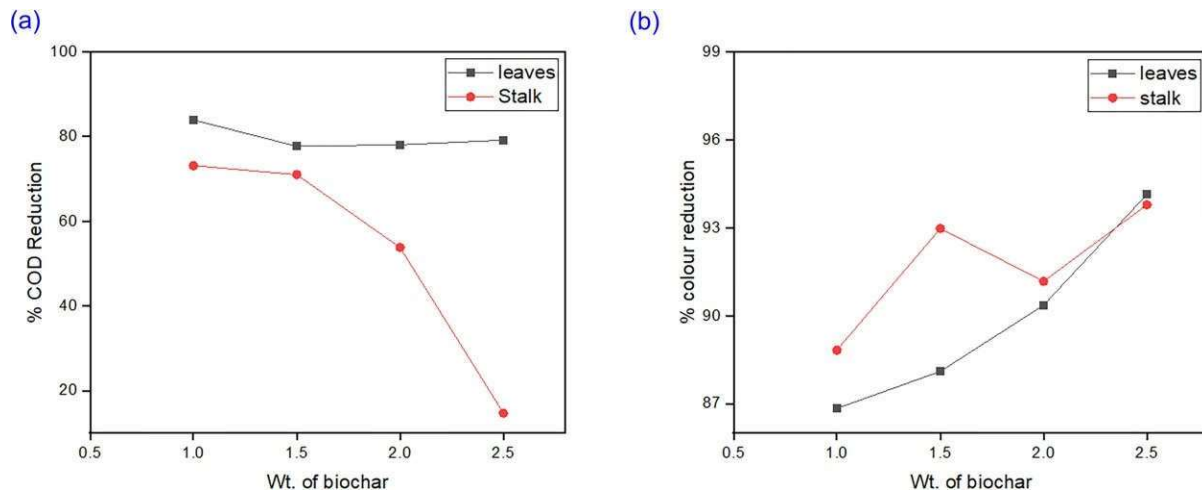 (a)
100
80
60
40
20
% COD Reduction
leaves
Stalk
0.5 1.0 1.5 2.0 2.5
Wt. of biochar
(b)
99
96
93
90
87
% colour reduction
leaves
stalk
0.5 1.0 1.5 2.0 2.5
Wt. of biochar